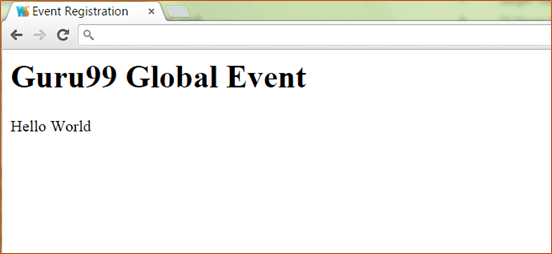 Event Registration
Guru99 Global Event
Hello World